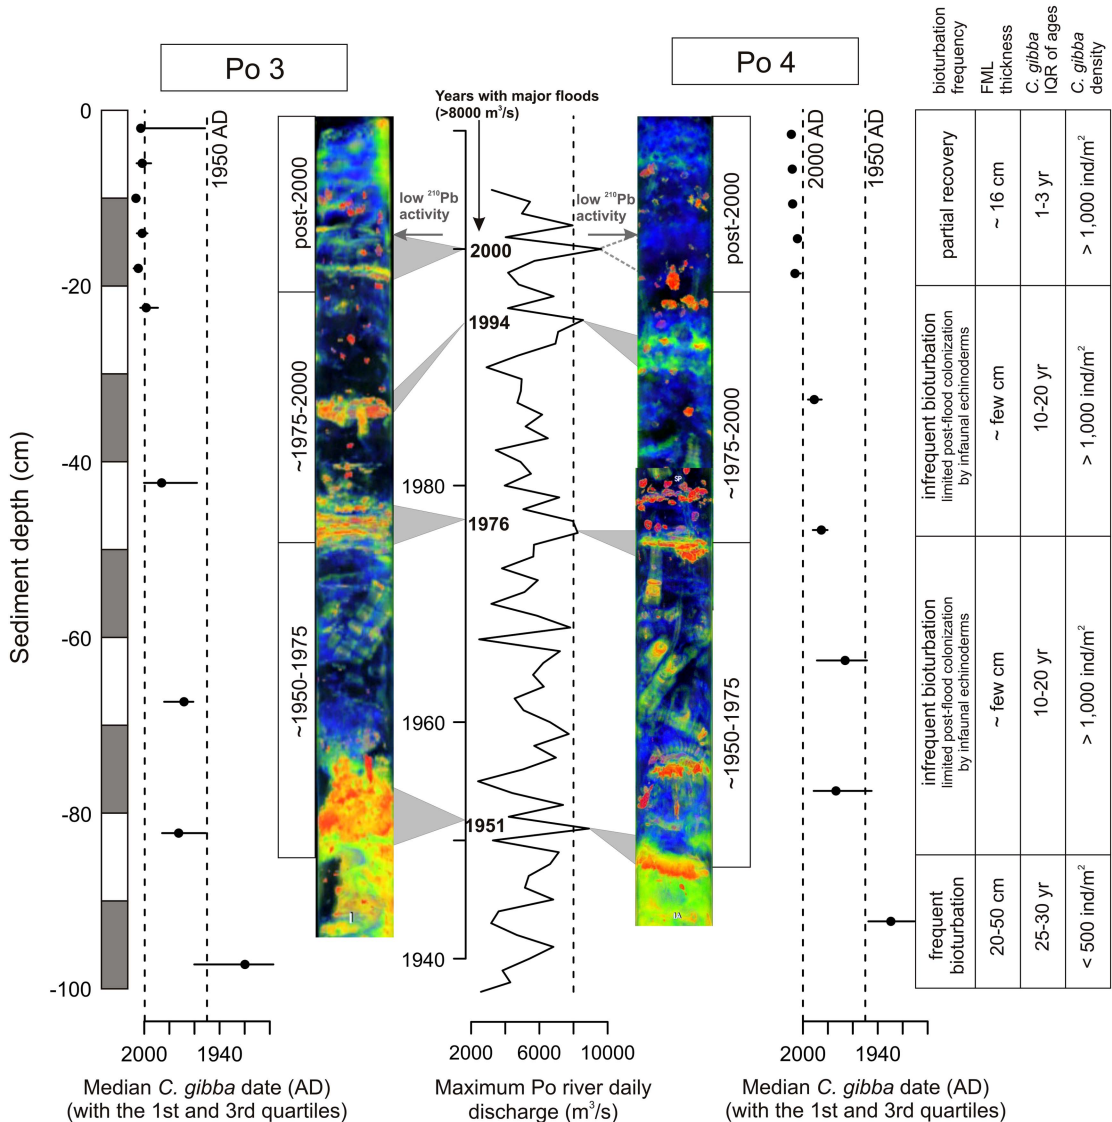 Po 3
Po 4
bioturbation
frequency
FML
thickness
C. gibba
IQR of ages
C. gibba
density
Years with major floods
(>8000 m³/s)
0
-20
-40
-60
-80
-100
Sediment depth (cm)
1950 AD
post-2000
~1975-2000
~1950-1975
low ²¹⁰Pb
activity
low ²¹⁰Pb
activity
2000
1994
1980
1976
1960
1951
1940
SP
post-2000
~1975-2000
~1950-1975
2000 AD
1950 AD
partial recovery
~ 16 cm
1-3 yr
> 1,000 ind/m²
infrequent bioturbation
limited post-flood colonization
by infaunal echinoderms
~ few cm
10-20 yr
> 1,000 ind/m²
infrequent bioturbation
limited post-flood colonization
by infaunal echinoderms
~ few cm
10-20 yr
> 1,000 ind/m²
frequent
bioturbation
20-50 cm
25-30 yr
< 500 ind/m²
2000
1940
Median C. gibba date (AD)
(with the 1st and 3rd quartiles)
2000
6000
10000
Maximum Po river daily
discharge (m³/s)
2000
1940
Median C. gibba date (AD)
(with the 1st and 3rd quartiles)